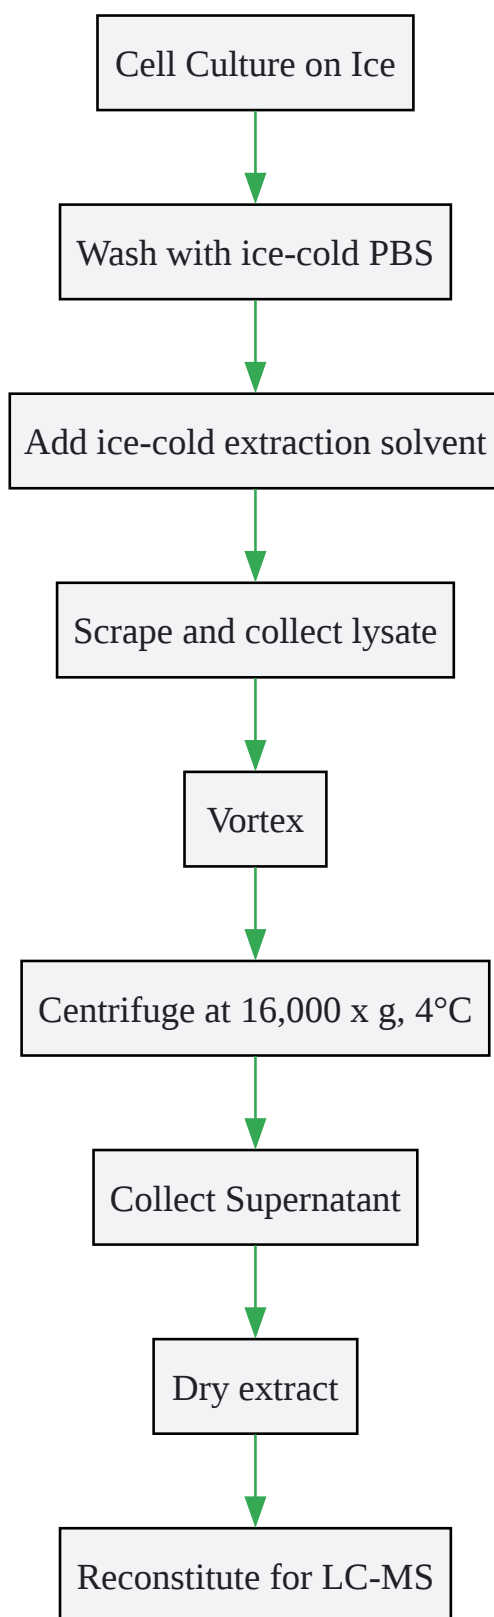 Cell Culture on Ice
Wash with ice-cold PBS
Add ice-cold extraction solvent
Scrape and collect lysate
Vortex
Centrifuge at 16,000 x g, 4°C
Collect Supernatant
Dry extract
Reconstitute for LC-MS